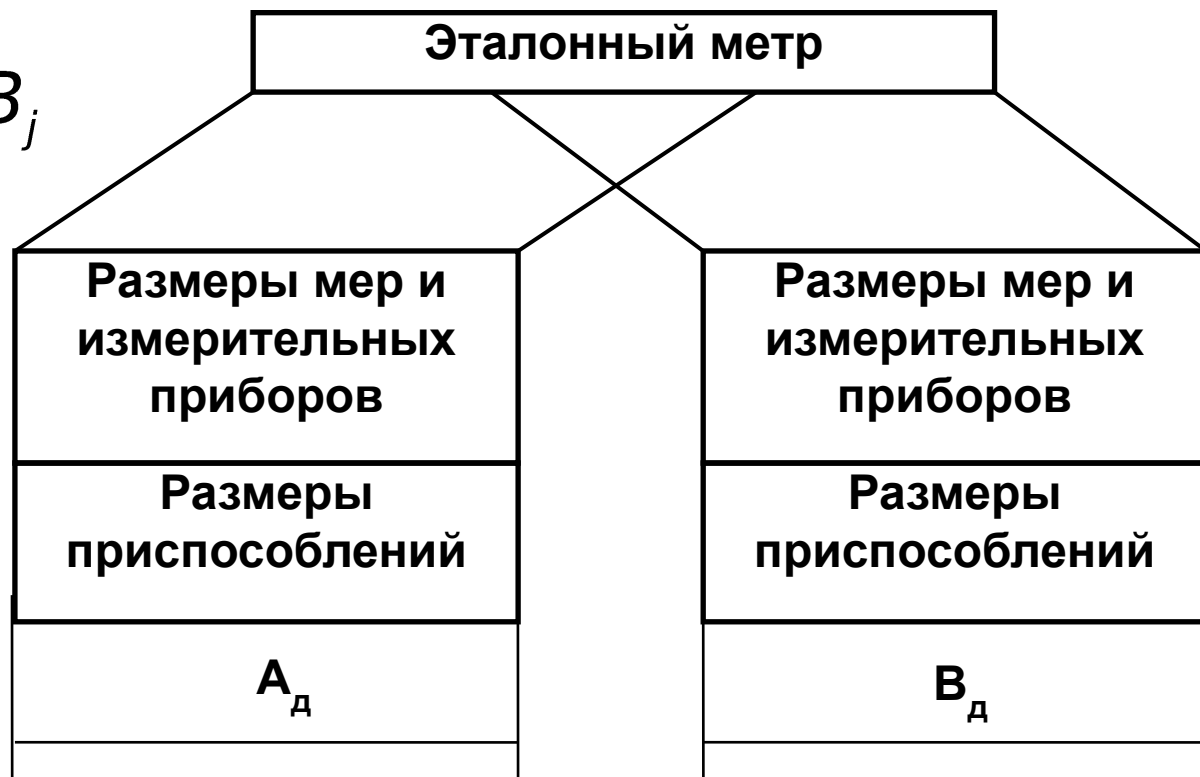 Эталонный метр
B_j
Размеры мер и
измерительных
приборов
Размеры мер и
измерительных
приборов
Размеры
приспособлений
Размеры
приспособлений
А_д
В_д